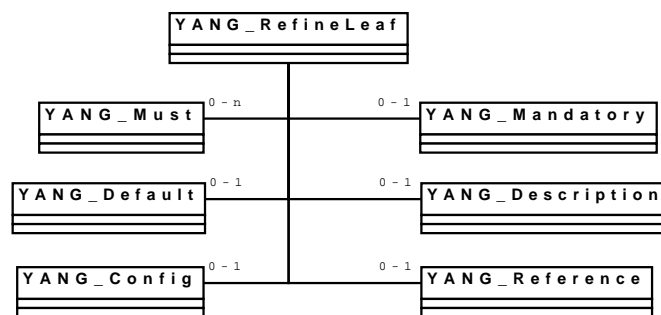 YANG_RefineLeaf
0-n
0-1
YANG_Must
YANG_Mandatory
0-1
0-1
YANG_Default
YANG_Description
0-1
0-1
YANG_Config
YANG_Reference